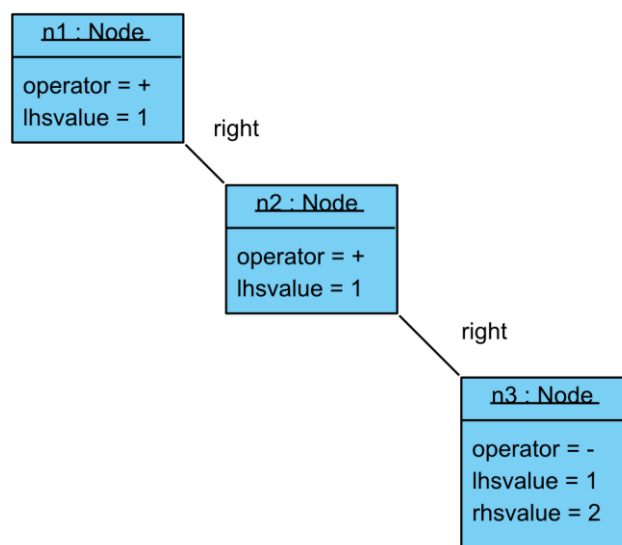 n1 : Node
operator = +
lhsvalue = 1
right
n2 : Node
operator = +
lhsvalue = 1
right
n3 : Node
operator = -
lhsvalue = 1
rhsvalue = 2